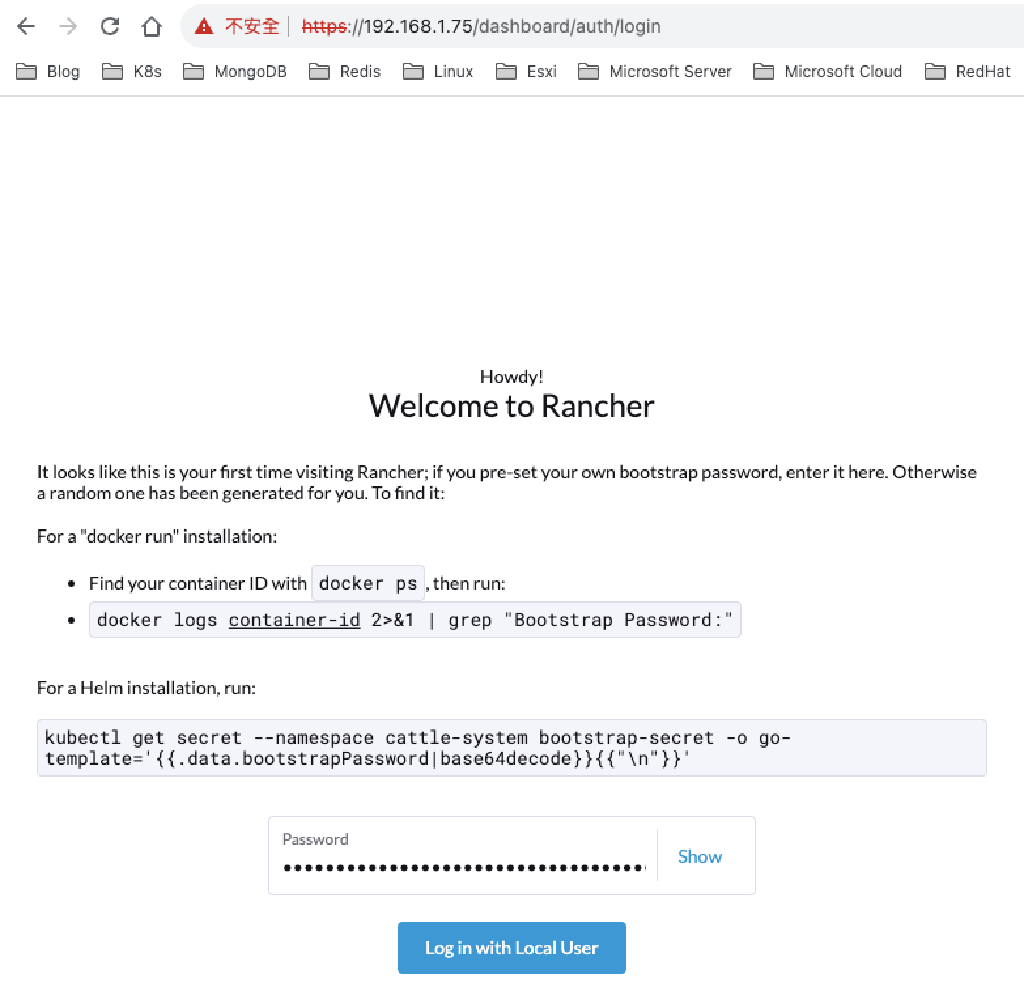 不安全 https://192.168.1.75/dashboard/auth/login
Blog K8s MongoDB Redis Linux Esxi Microsoft Server Microsoft Cloud RedHat
Howdy!
Welcome to Rancher
It looks like this is your first time visiting Rancher; if you pre-set your own bootstrap password, enter it here. Otherwise
a random one has been generated for you. To find it:
For a "docker run" installation:
• Find your container ID with docker ps, then run:
• docker logs container-id 2>&1 | grep "Bootstrap Password:"
For a Helm installation, run:
kubectl get secret --namespace cattle-system bootstrap-secret -o go-
template='{{.data.bootstrapPassword|base64decode}}{{"\n"}}'
Password
Show
Log in with Local User